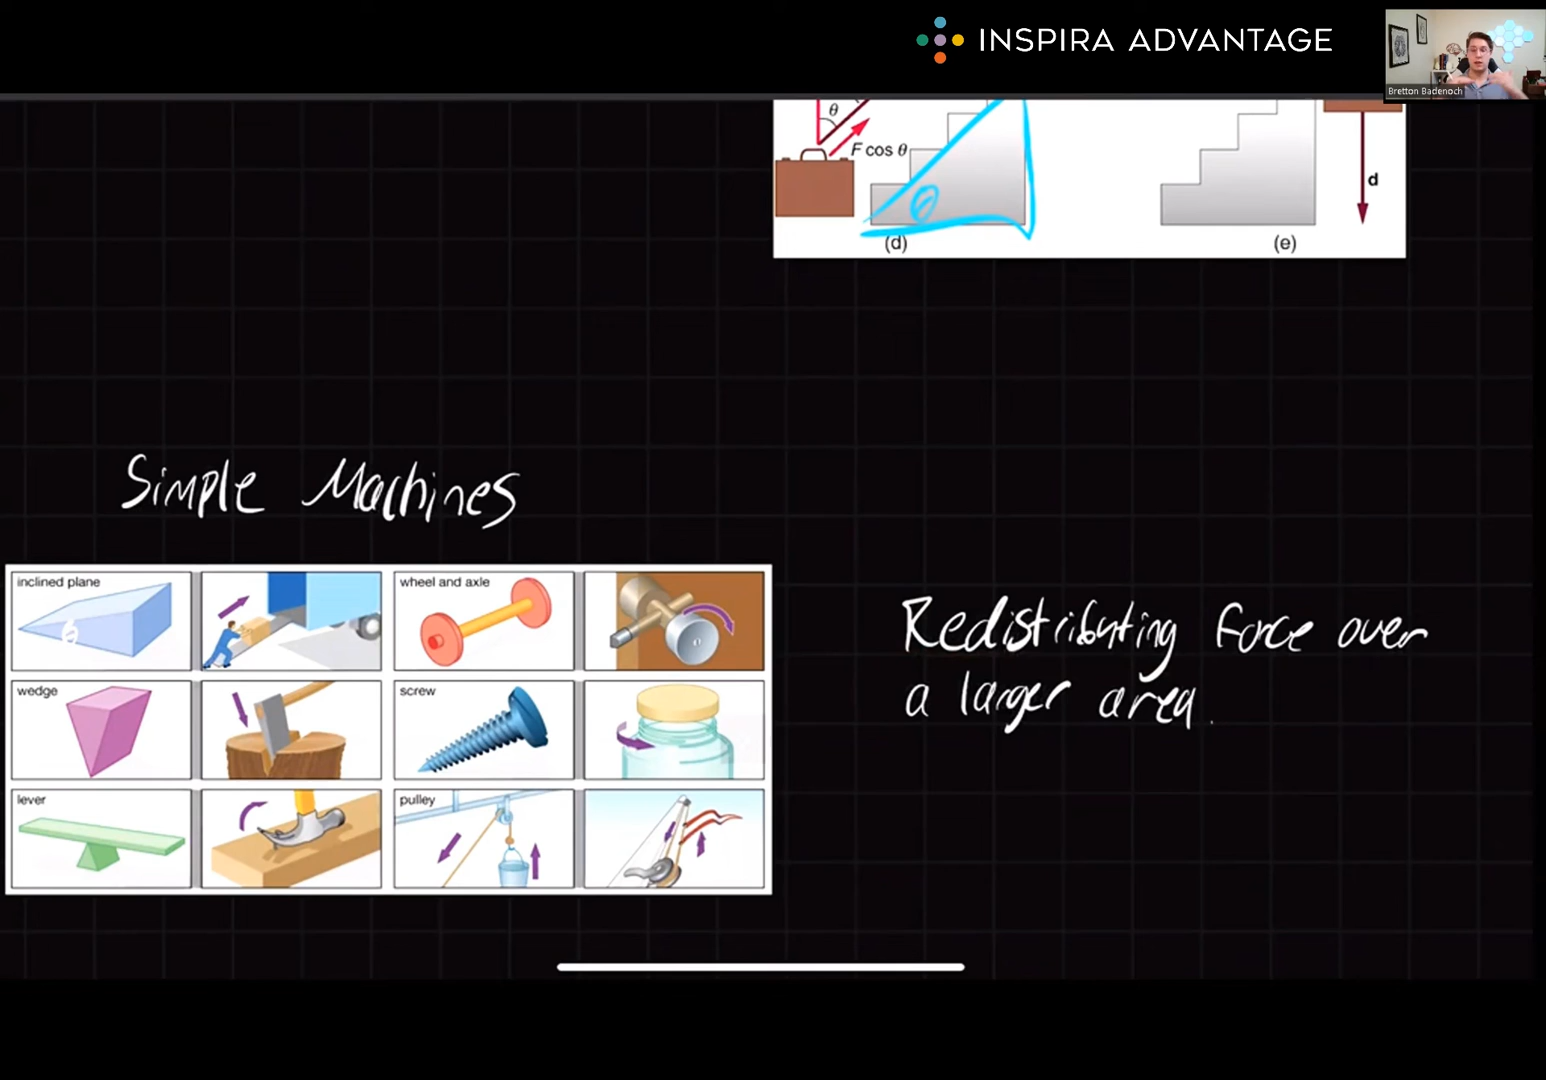 INSPIRA ADVANTAGE
Bretton Badenoch
θ
F cos θ
d
θ
(d)
(e)
Simple Machines
inclined plane
wheel and axle
θ
Redistributing force over
a larger area.
wedge
screw
lever
pulley